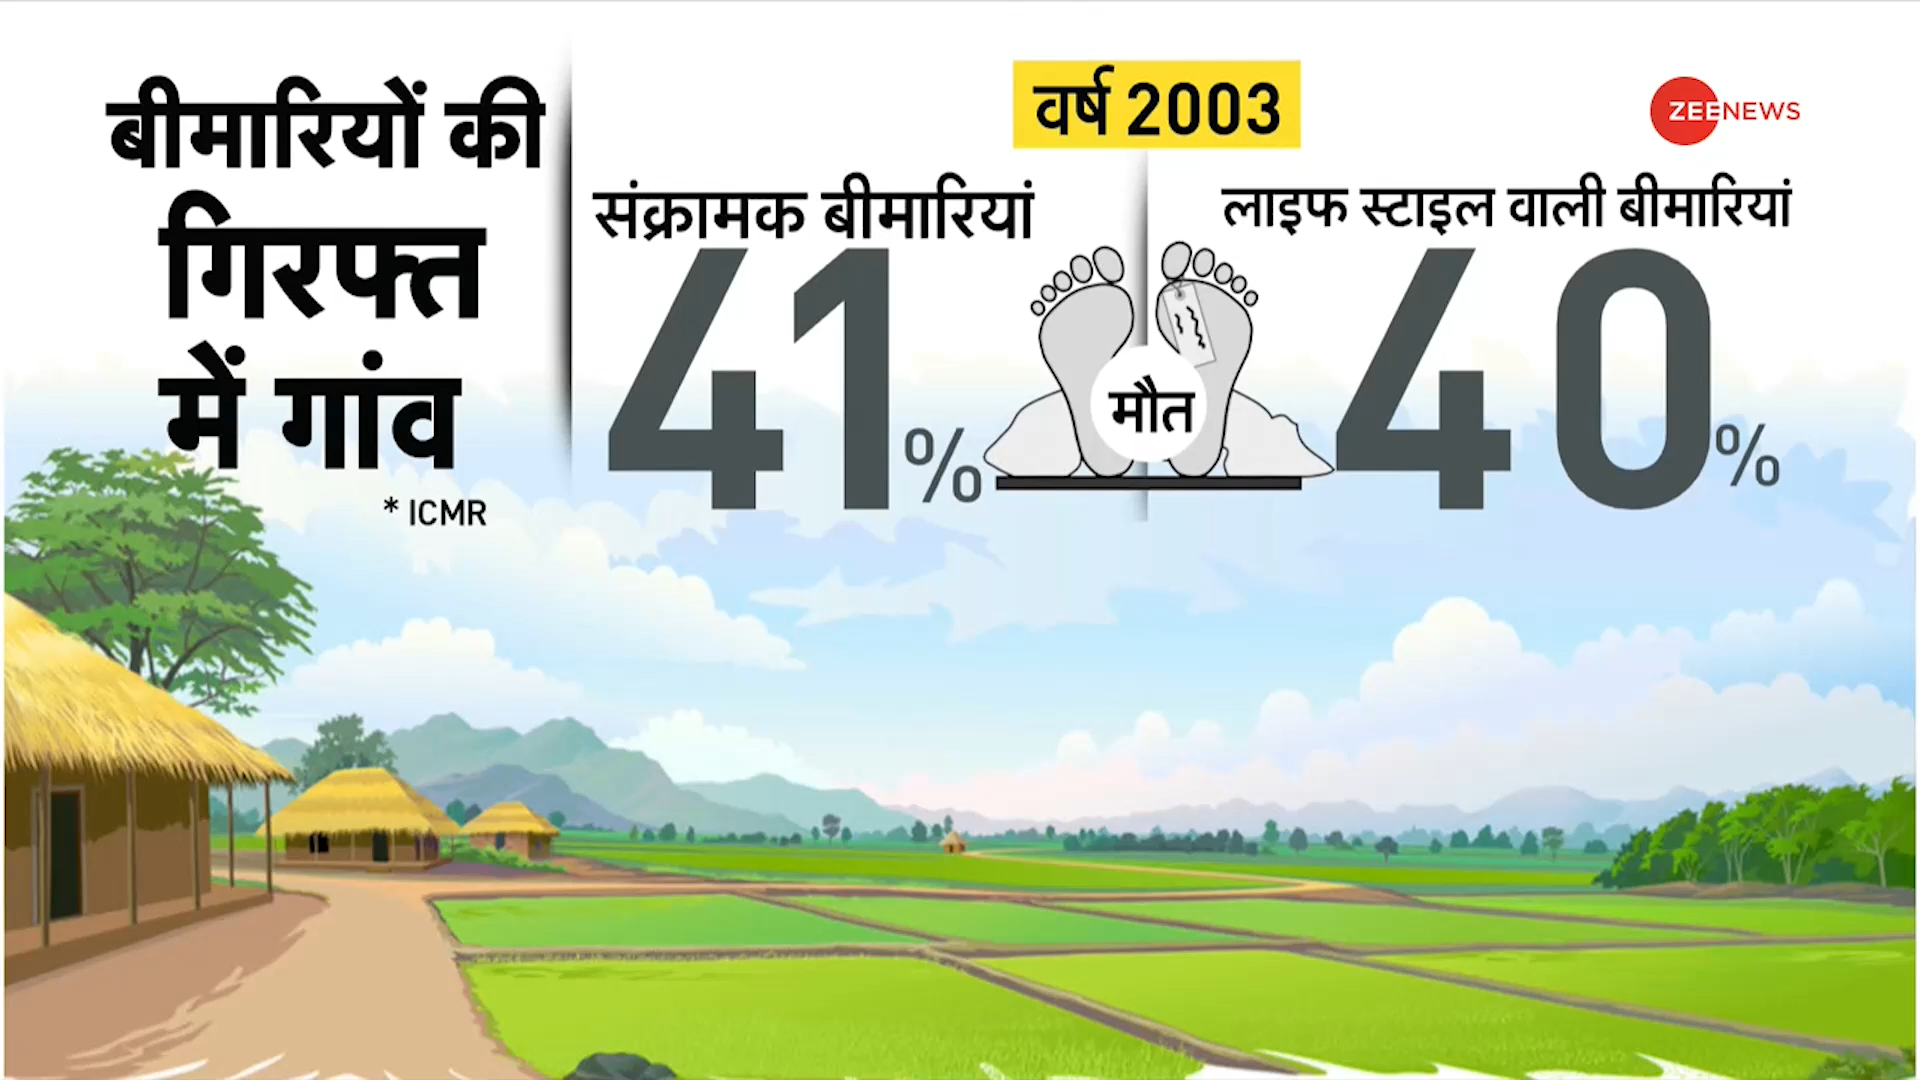 बीमारियों की
गिरफ्त
में गांव
* ICMR
वर्ष 2003
ZEENEWS
संक्रामक बीमारियां
41%
मौत
लाइफ स्टाइल वाली बीमारियां
40%